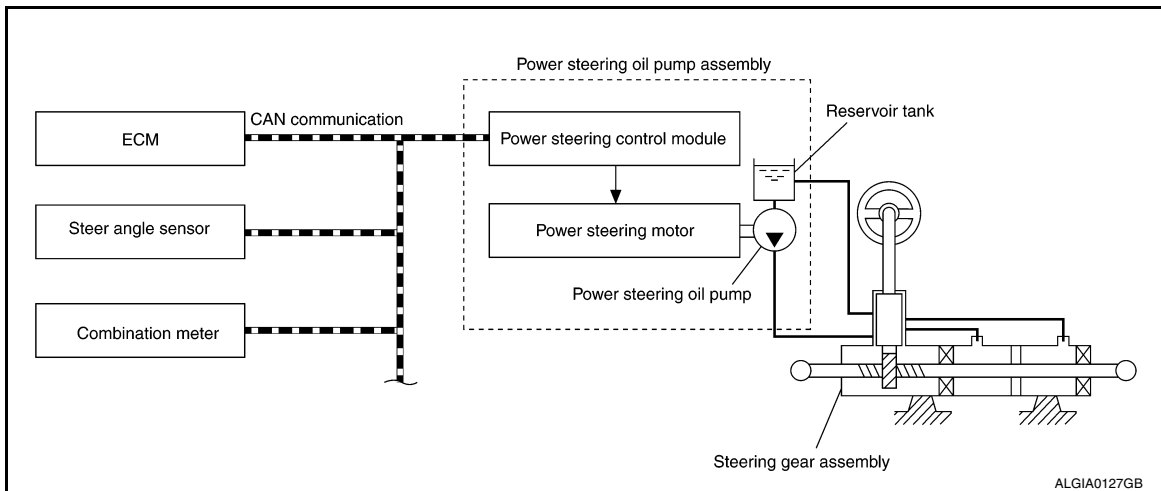 Power steering oil pump assembly
Reservoir tank
CAN communication
ECM
Power steering control module
Steer angle sensor
Power steering motor
Power steering oil pump
Combination meter
Steering gear assembly
ALGIA0127GB